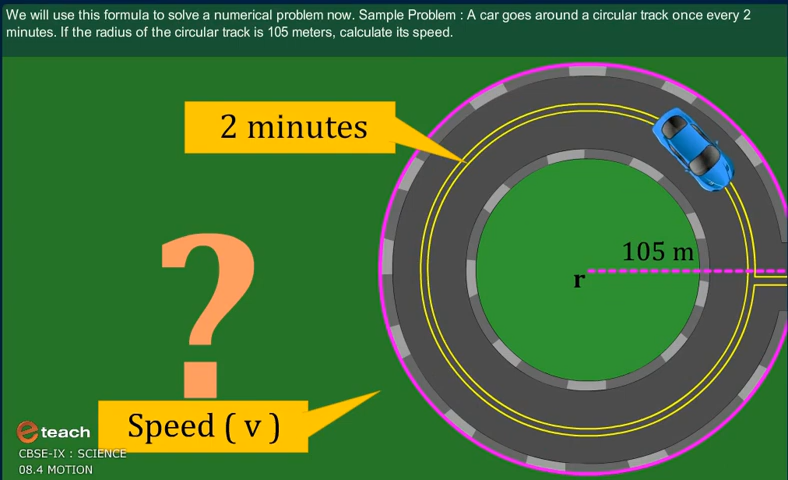 We will use this formula to solve a numerical problem now. Sample Problem : A car goes around a circular track once every 2
minutes. If the radius of the circular track is 105 meters, calculate its speed.
2 minutes
105 m
r
?
Speed ( v )
e teach
CBSE-IX : SCIENCE
08.4 MOTION